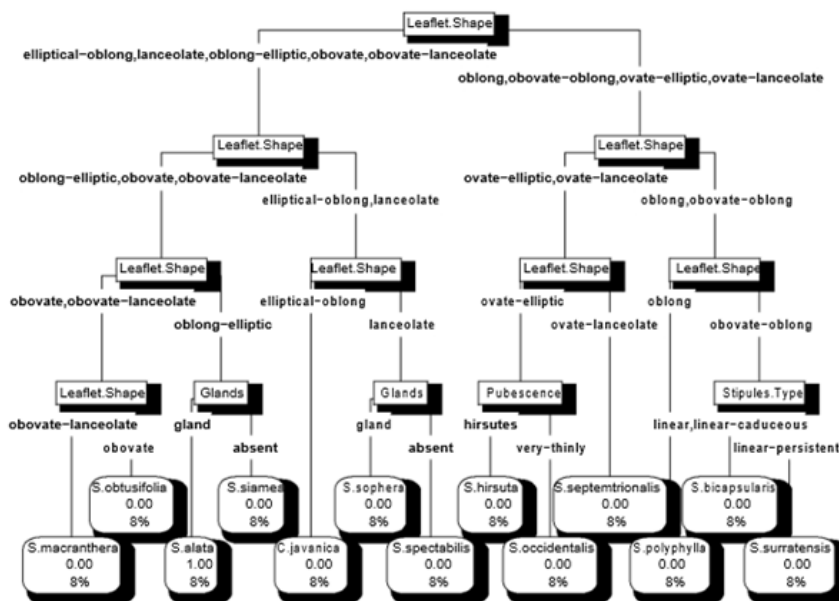 Leaflet.Shape
elliptical-oblong,lanceolate,oblong-elliptic,obovate,obovate-lanceolate
oblong,obovate-oblong,ovate-elliptic,ovate-lanceolate
Leaflet.Shape
Leaflet.Shape
oblong-elliptic,obovate,obovate-lanceolate
ovate-elliptic,ovate-lanceolate
elliptical-oblong,lanceolate
oblong,obovate-oblong
Leaflet.Shape
Leaflet.Shape
Leaflet.Shape
Leaflet.Shape
obovate,obovate-lanceolate
elliptical-oblong
ovate-elliptic
oblong
oblong-elliptic
lanceolate
ovate-lanceolate
obovate-oblong
Leaflet.Shape
Glands
Glands
Pubescence
Stipules.Type
obovate-lanceolate
gland
gland
hirsutes
linear,linear-caduceous
obovate
absent
absent
very-thinly
linear-persistent
S.obtusifolia
0.00
8%
S.siamea
0.00
8%
S.sophera
0.00
8%
S.hirsuta
0.00
8%
S.septemtrionalis
0.00
8%
S.bicapsularis
0.00
8%
S.macranthera
0.00
8%
S.alata
1.00
8%
C.javanica
0.00
8%
S.spectabilis
0.00
8%
S.occidentalis
0.00
8%
S.polyphylla
0.00
8%
S.surratensis
0.00
8%